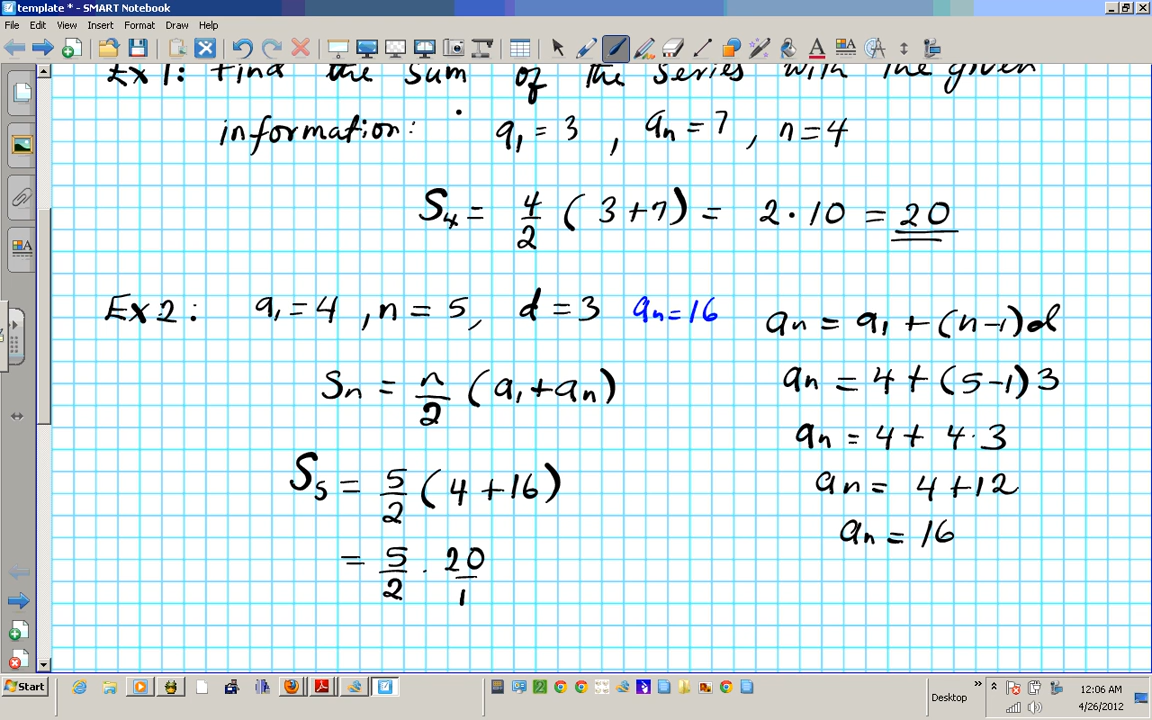 template * - SMART Notebook
File Edit View Insert Format Draw Help
Ex 1: Find the Sum of the Series with the given
information: a₁ = 3 , aₙ = 7 , n = 4
S₄ = 4/2 ( 3 + 7 ) = 2 · 10 = 20
Ex 2: a₁ = 4 , n = 5 , d = 3 aₙ = 16
aₙ = a₁ + (n-1)d
Sₙ = n/2 ( a₁ + aₙ )
aₙ = 4 + (5-1)3
aₙ = 4 + 4·3
S₅ = 5/2 ( 4 + 16 )
aₙ = 4 + 12
aₙ = 16
= 5/2 · 20/1
Start
Desktop
12:06 AM
4/26/2012